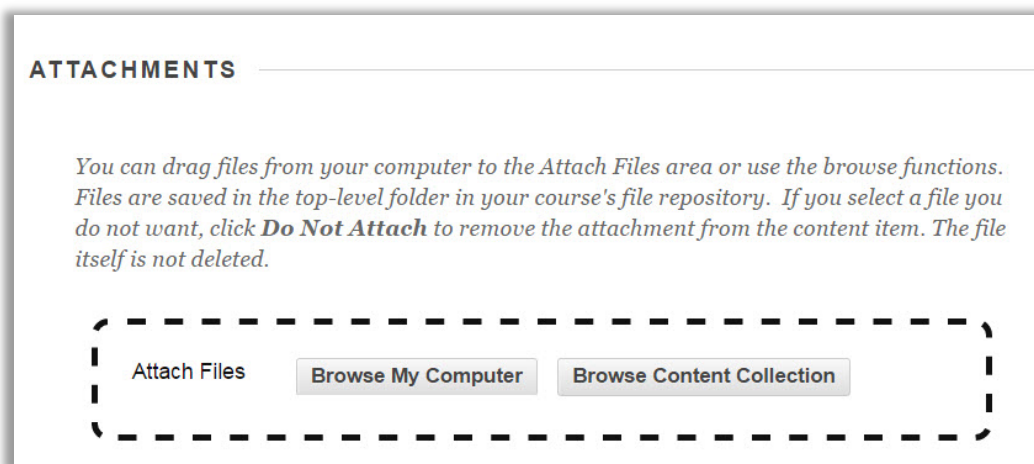 ATTACHMENTS
You can drag files from your computer to the Attach Files area or use the browse functions.
Files are saved in the top-level folder in your course's file repository.  If you select a file you
do not want, click Do Not Attach to remove the attachment from the content item. The file
itself is not deleted.
Attach Files Browse My Computer Browse Content Collection